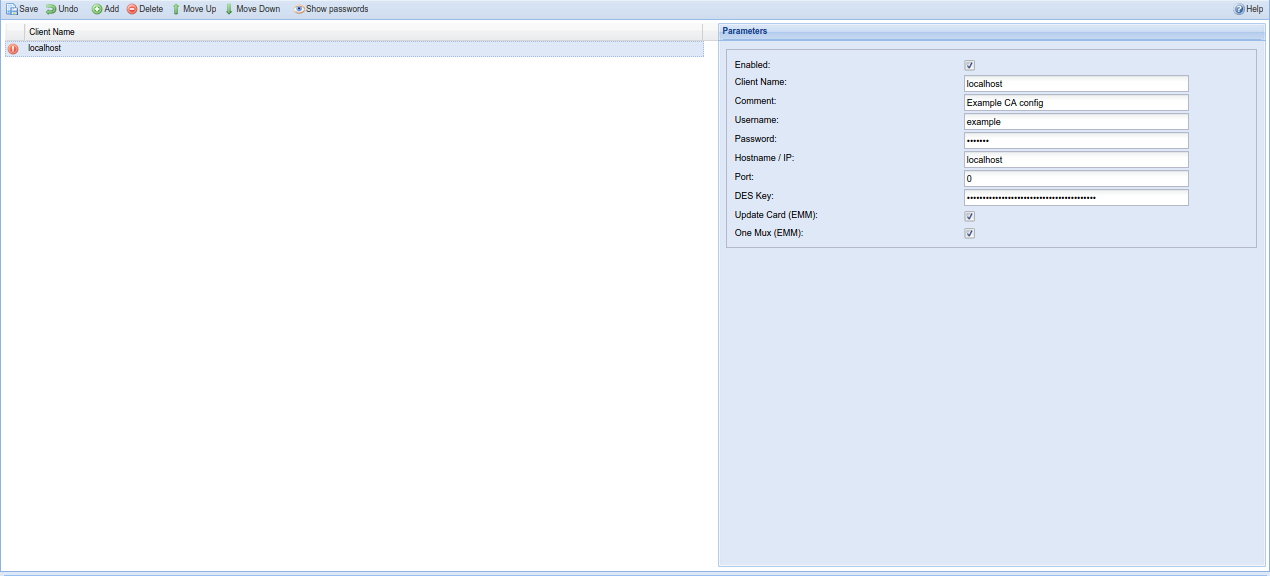 Save Undo Add Delete Move Up Move Down Show passwords Help
Client Name
localhost
Parameters
Enabled:
Client Name: localhost
Comment: Example CA config
Username: example
Password: •••••••
Hostname / IP: localhost
Port: 0
DES Key: •••••••••••••••••••••••••••••••••••••••••
Update Card (EMM):
One Mux (EMM):